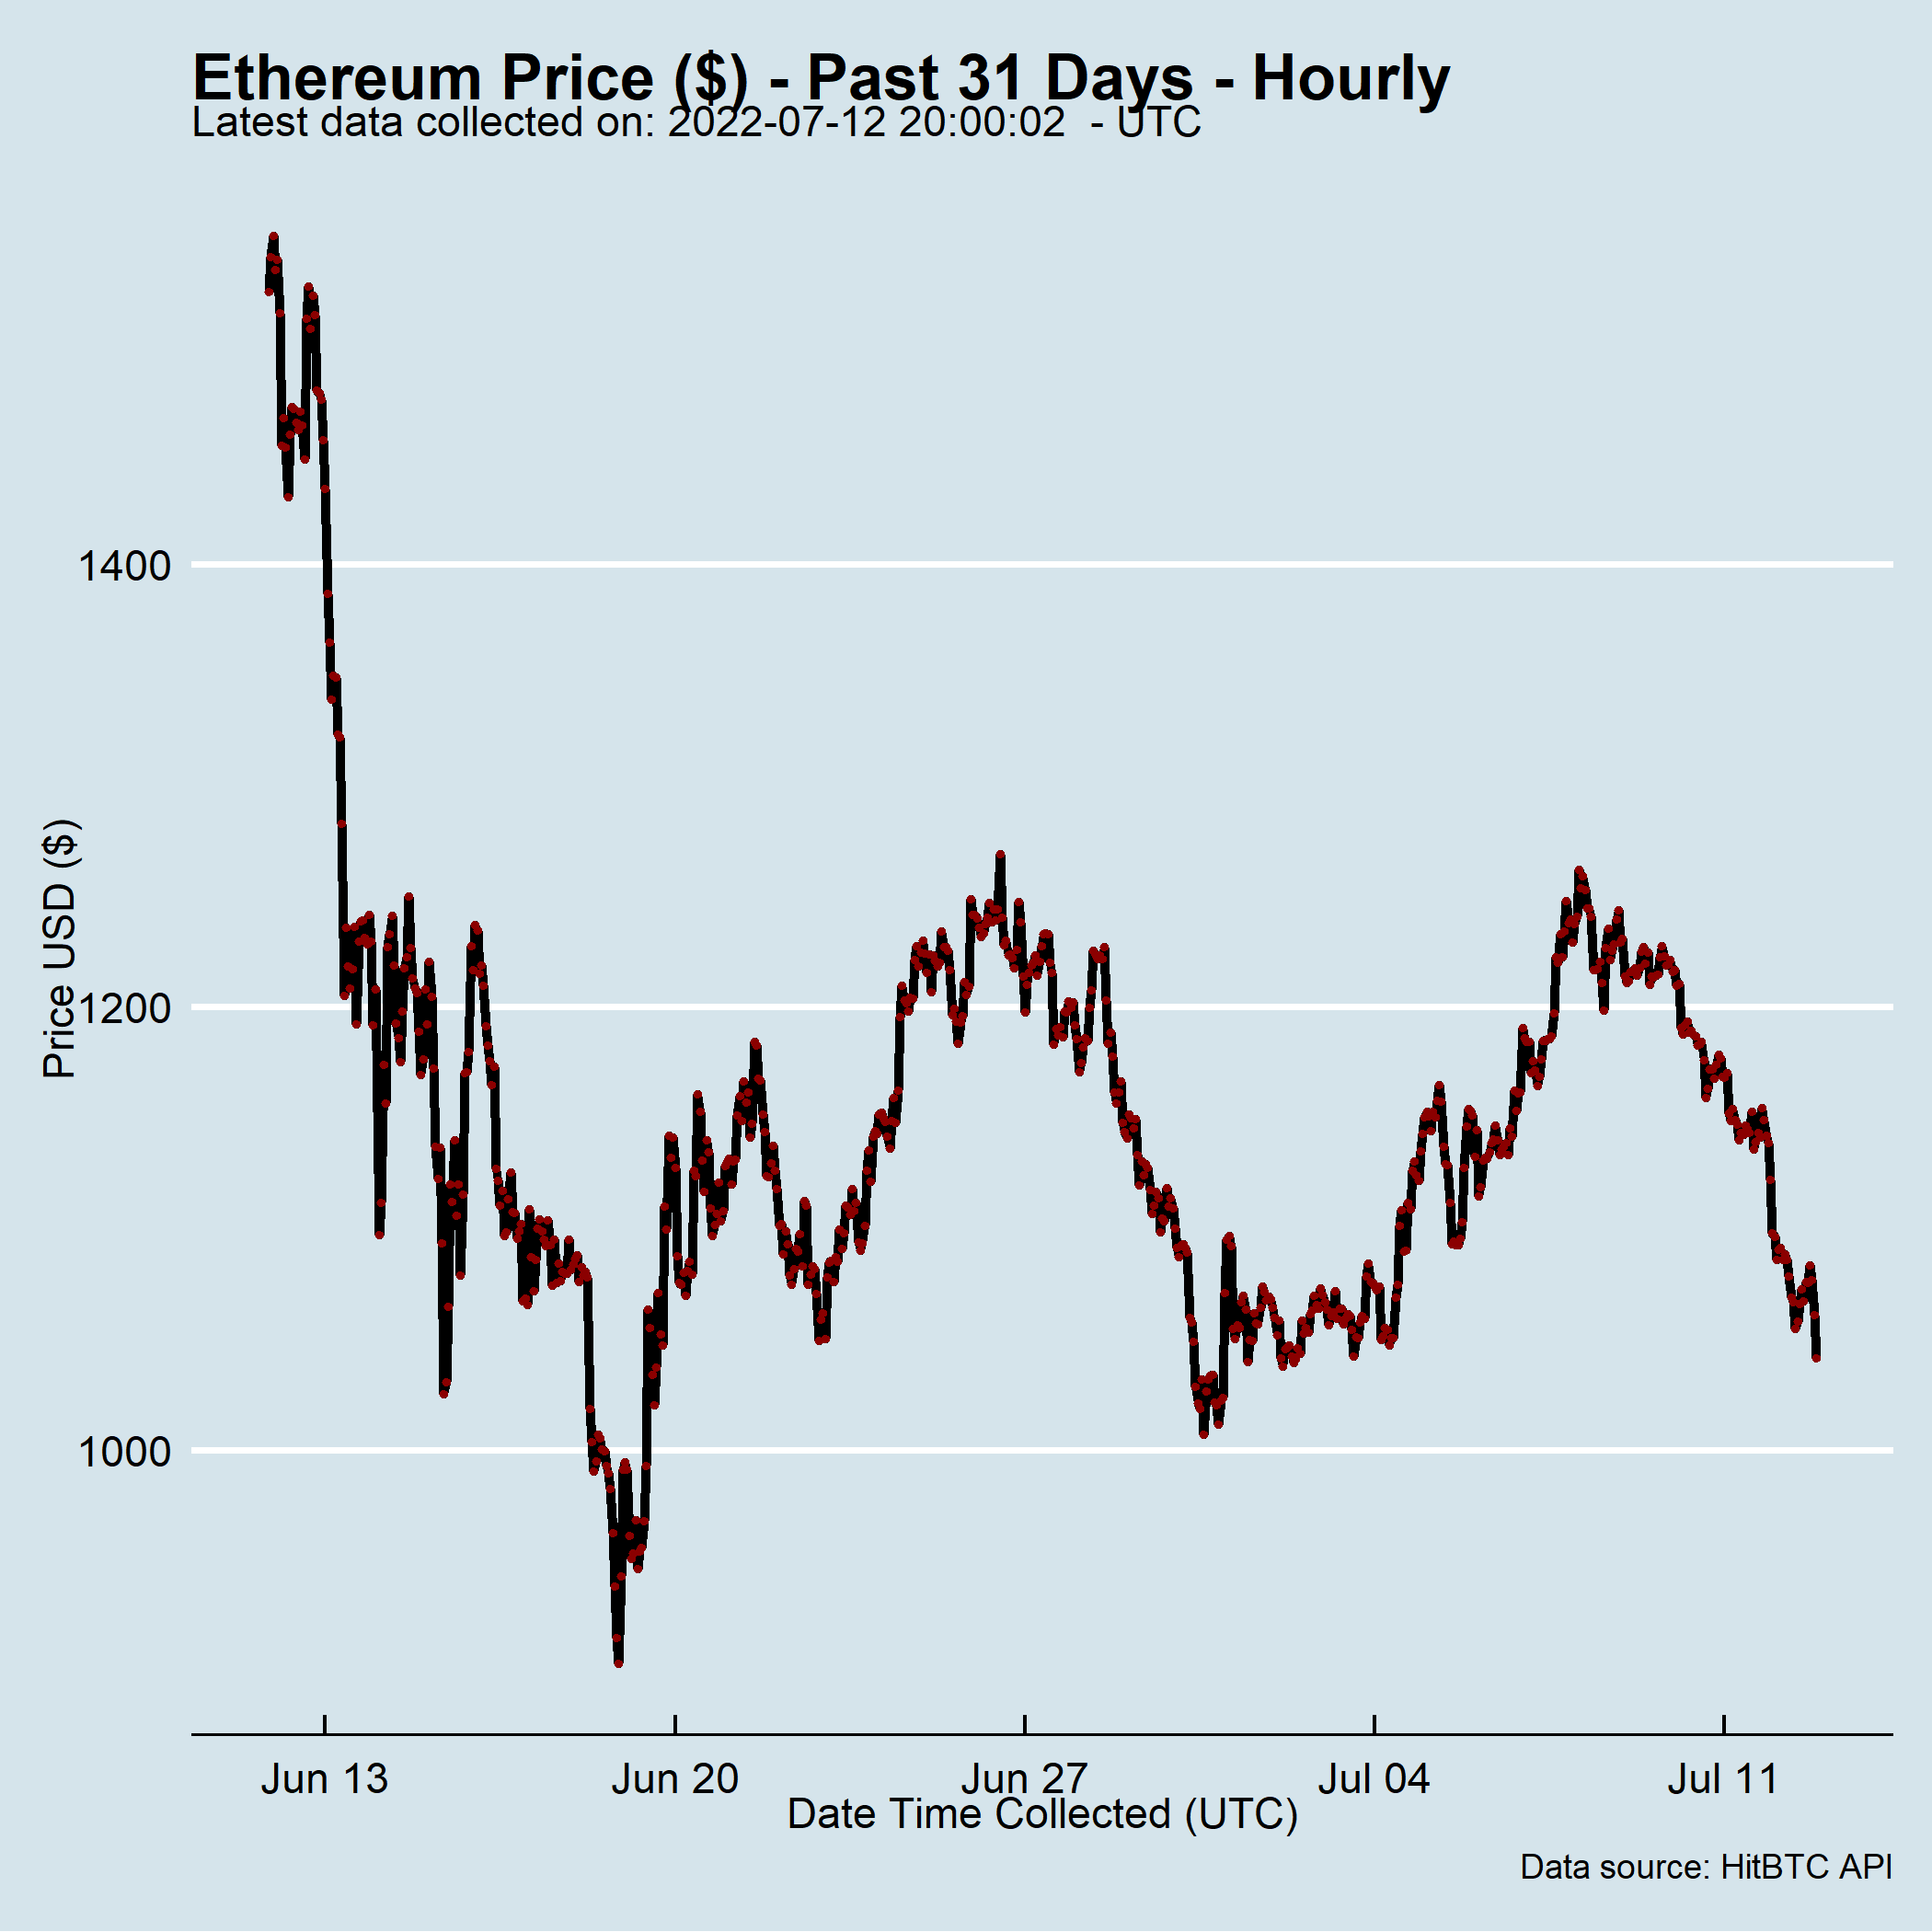 Ethereum Price ($) - Past 31 Days - Hourly
Latest data collected on: 2022-07-12 20:00:02  - UTC
Price USD ($)
1400
1200
1000
Jun 13
Jun 20
Jun 27
Jul 04
Jul 11
Date Time Collected (UTC)
Data source: HitBTC API